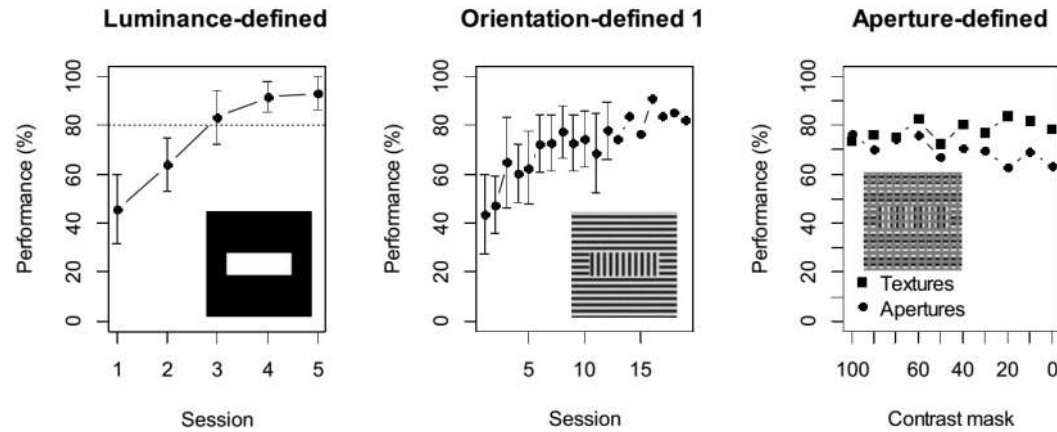 Luminance-defined
Performance (%)
0 20 40 60 80 100
1 2 3 4 5
Session
Orientation-defined 1
Performance (%)
0 20 40 60 80 100
5 10 15
Session
Aperture-defined
Performance (%)
0 20 40 60 80 100
Textures
Apertures
100 60 40 20 0
Contrast mask